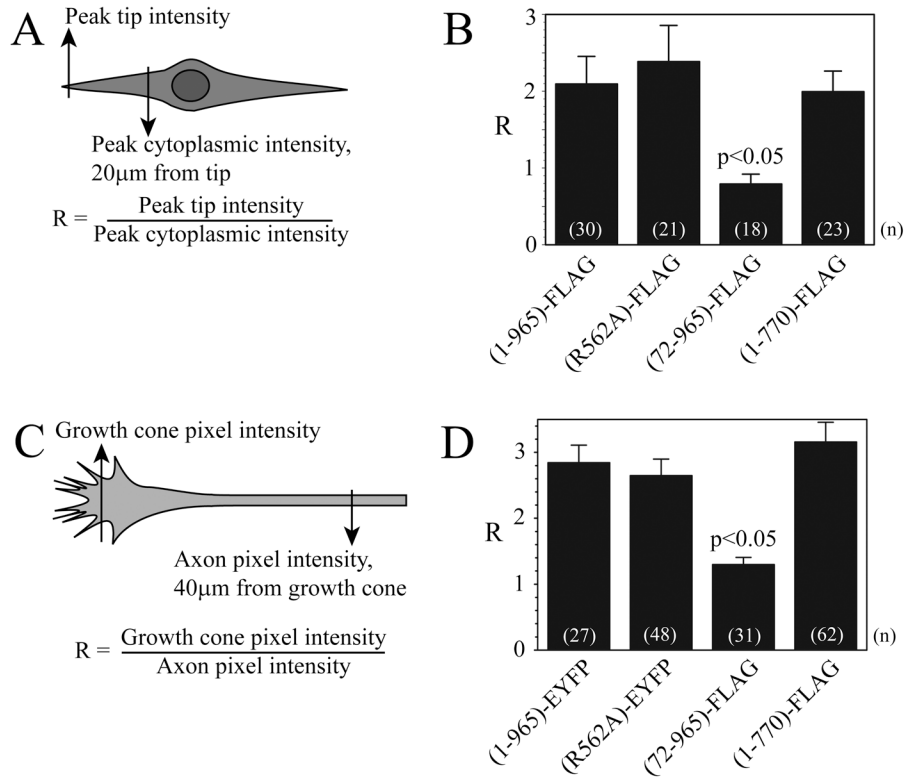 A
Peak tip intensity
Peak cytoplasmic intensity,
20μm from tip
R = Peak tip intensity
Peak cytoplasmic intensity
B
3
2
R
1
0
p<0.05
(30) (21) (18) (23) (n)
(1-965)-FLAG
(R562A)-FLAG
(72-965)-FLAG
(1-770)-FLAG
C
Growth cone pixel intensity
Axon pixel intensity,
40μm from growth cone
R = Growth cone pixel intensity
Axon pixel intensity
D
3
2
R
1
0
p<0.05
(27) (48) (31) (62) (n)
(1-965)-EYFP
(R562A)-EYFP
(72-965)-FLAG
(1-770)-FLAG